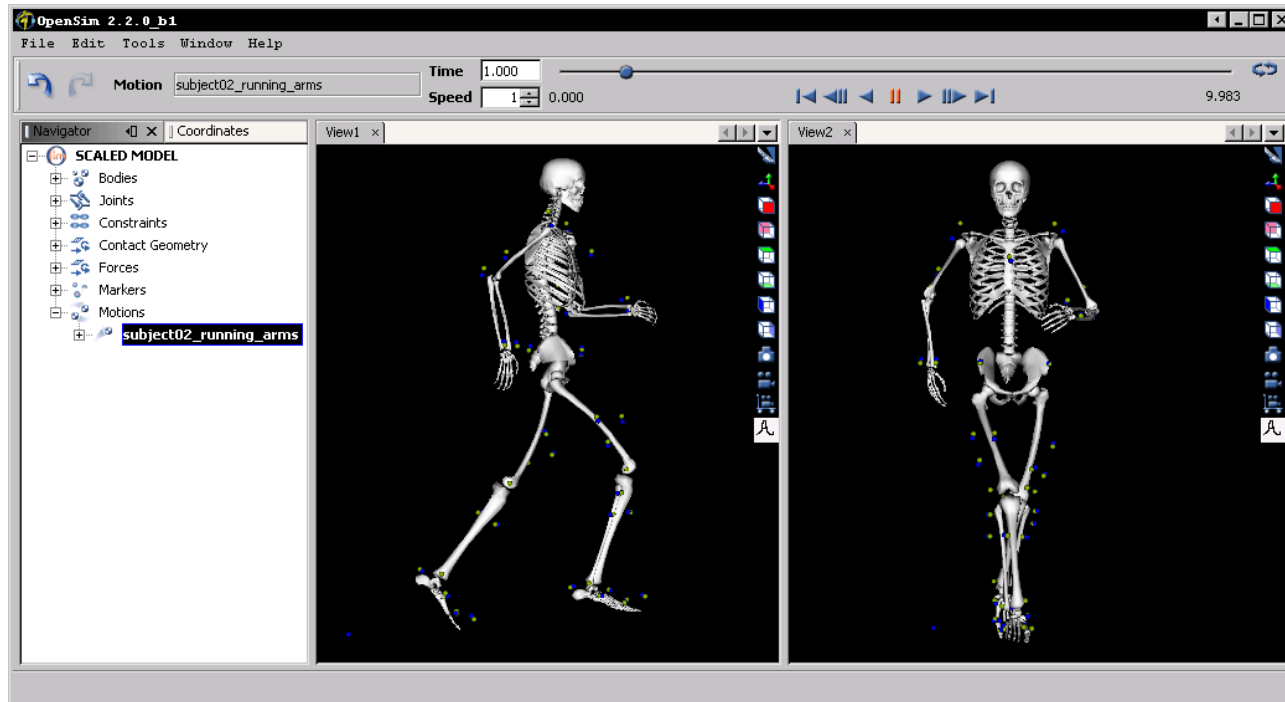 OpenSim 2.2.0_b1
File Edit Tools Window Help
Motion subject02_running_arms
Time 1.000
Speed 1 0.000 9.983
Navigator Coordinates
View1
View2
SCALED MODEL
Bodies
Joints
Constraints
Contact Geometry
Forces
Markers
Motions
subject02_running_arms